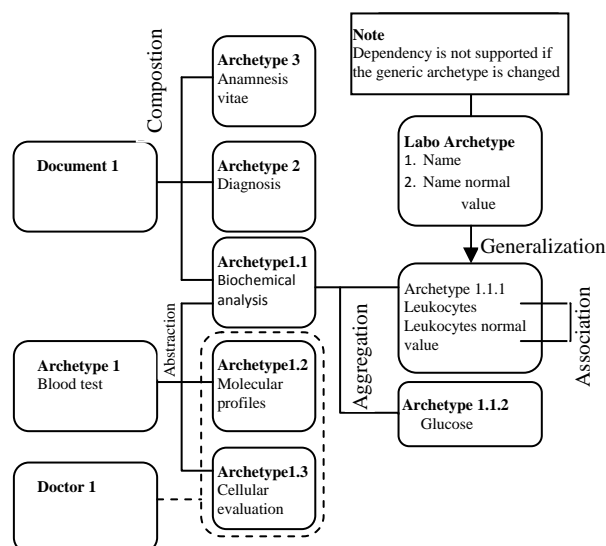 Note
Dependency is not supported if
the generic archetype is changed
Compostion
Archetype 3
Anamnesis
vitae
Document 1
Archetype 2
Diagnosis
Labo Archetype
1. Name
2. Name normal
value
Generalization
Archetype1.1
Biochemical
analysis
Archetype 1.1.1
Leukocytes
Leukocytes normal
value
Association
Abstraction
Aggregation
Archetype 1
Blood test
Archetype1.2
Molecular
profiles
Archetype 1.1.2
Glucose
Doctor 1
Archetype1.3
Cellular
evaluation